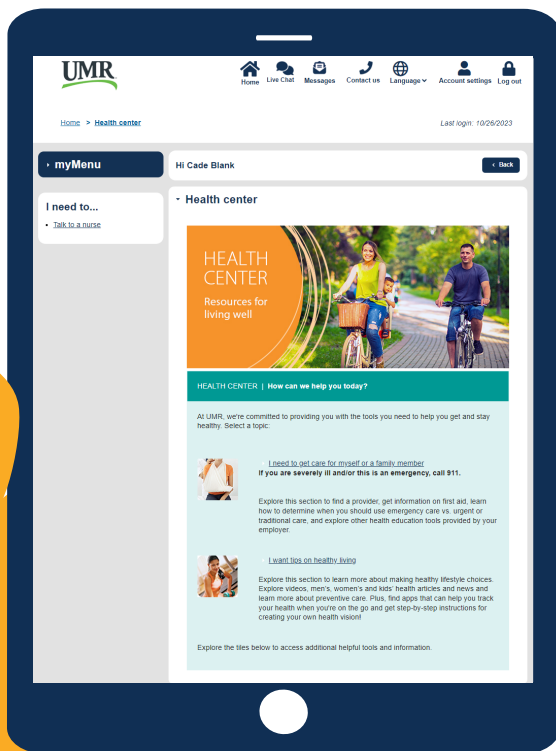 UMR
Home
Live Chat
Messages
Contact us
Language
Account settings
Log out
Home > Health center
Last login: 10/26/2023
myMenu
Hi Cade Blank
‹ Back
I need to...
• Talk to a nurse
Health center
HEALTH
CENTER
Resources for
living well
HEALTH CENTER | How can we help you today?
At UMR, we're committed to providing you with the tools you need to help you get and stay
healthy. Select a topic:
I need to get care for myself or a family member
If you are severely ill and/or this is an emergency, call 911.
Explore this section to find a provider, get information on first aid, learn
how to determine when you should use emergency care vs. urgent or
traditional care, and explore other health education tools provided by your
employer.
I want tips on healthy living
Explore this section to learn more about making healthy lifestyle choices.
Explore videos, men's, women's and kids' health articles and news and
learn more about preventive care. Plus, find apps that can help you track
your health when you're on the go and get step-by-step instructions for
creating your own health vision!
Explore the tiles below to access additional helpful tools and information.